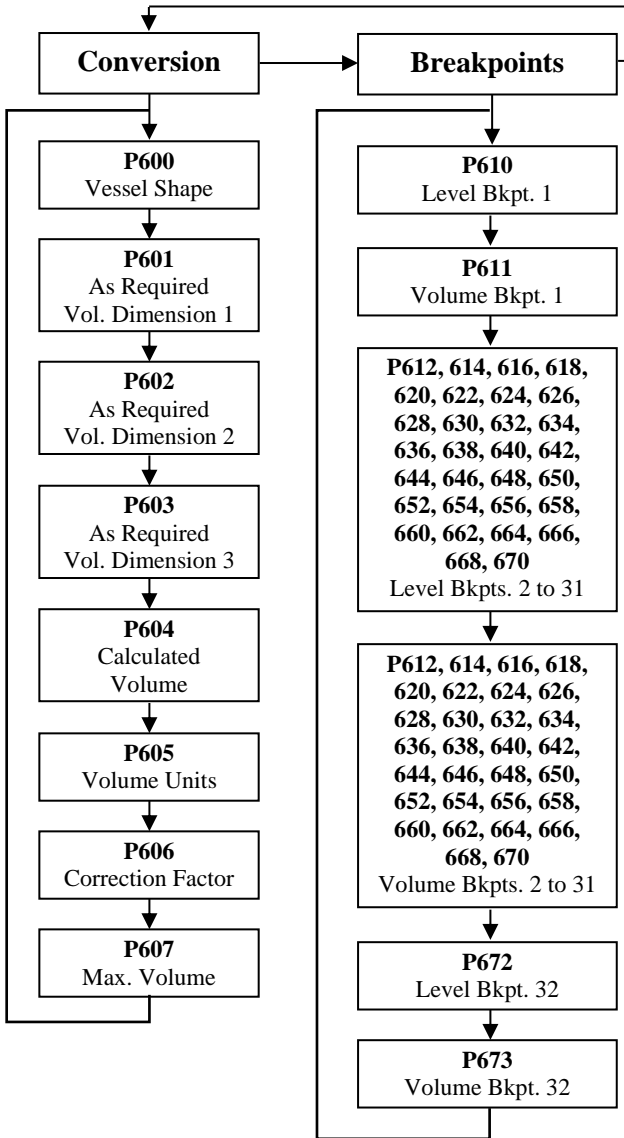 Conversion
P600
Vessel Shape
P601
As Required
Vol. Dimension 1
P602
As Required
Vol. Dimension 2
P603
As Required
Vol. Dimension 3
P604
Calculated
Volume
P605
Volume Units
P606
Correction Factor
P607
Max. Volume
Breakpoints
P610
Level Bkpt. 1
P611
Volume Bkpt. 1
P612, 614, 616, 618,
620, 622, 624, 626,
628, 630, 632, 634,
636, 638, 640, 642,
644, 646, 648, 650,
652, 654, 656, 658,
660, 662, 664, 666,
668, 670
Level Bkpts. 2 to 31
P612, 614, 616, 618,
620, 622, 624, 626,
628, 630, 632, 634,
636, 638, 640, 642,
644, 646, 648, 650,
652, 654, 656, 658,
660, 662, 664, 666,
668, 670
Volume Bkpts. 2 to 31
P672
Level Bkpt. 32
P673
Volume Bkpt. 32